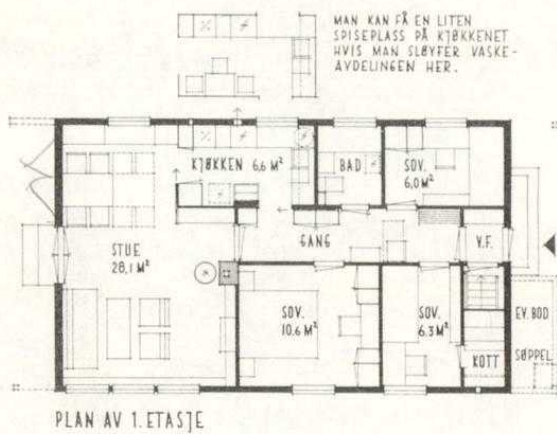 MAN KAN FÅ EN LITEN
SPISEPLASS PÅ KJØKKENET
HVIS MAN SLØYFER VASKE-
AVDELINGEN HER.
KJØKKEN 6,6 M²
BAD
SOV.
6,0 M²
STUE
28,1 M²
GANG
V.F.
SOV.
10,6 M²
SOV.
6,3 M²
KOTT
EV. BOD
SØPPEL
PLAN AV 1. ETASJE